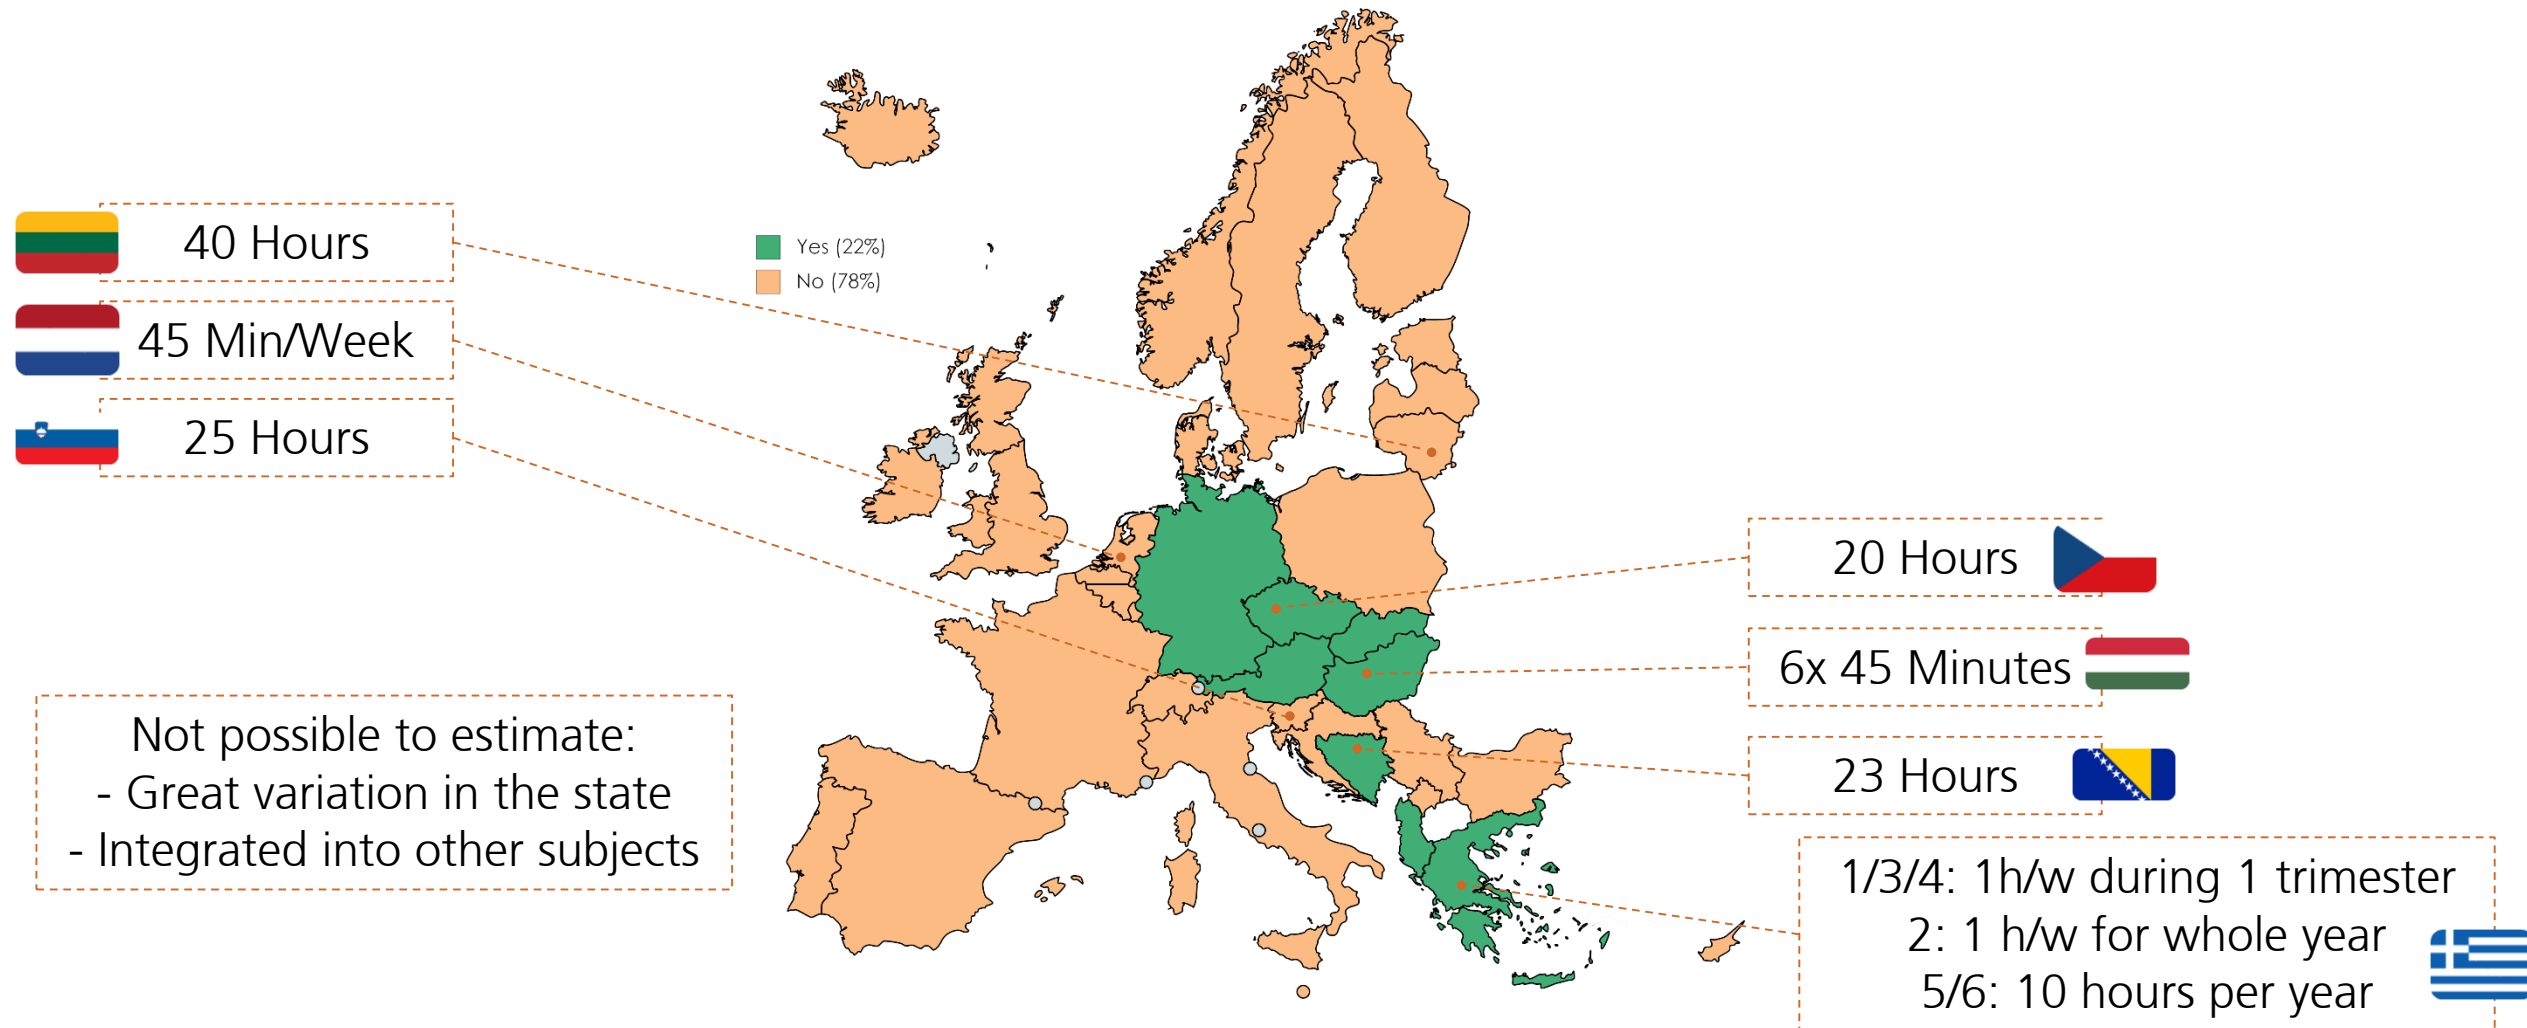 40 Hours
45 Min/Week
25 Hours
Yes (22%)
No (78%)
Not possible to estimate:
- Great variation in the state
- Integrated into other subjects
20 Hours
6x 45 Minutes
23 Hours
1/3/4: 1h/w during 1 trimester
2: 1 h/w for whole year
5/6: 10 hours per year